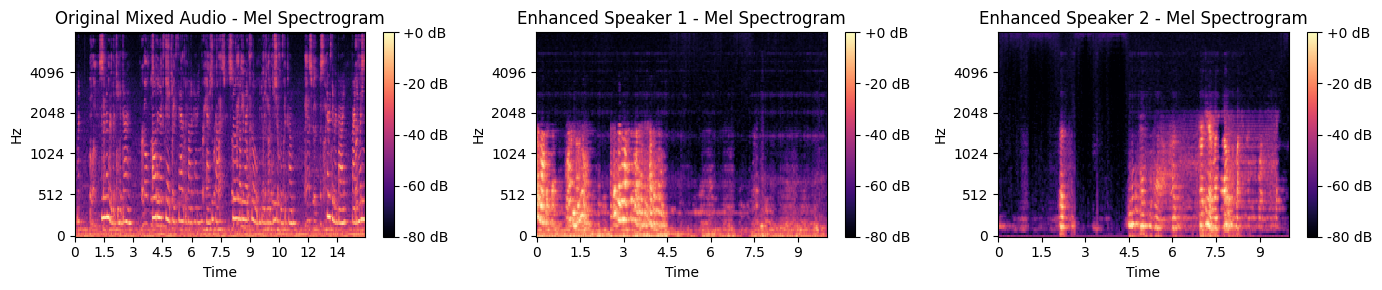 Original Mixed Audio - Mel Spectrogram
Hz
4096
2048
1024
512
0
0 1.5 3 4.5 6 7.5 9 10 12 14
Time
+0 dB
-20 dB
-40 dB
-60 dB
-80 dB
Enhanced Speaker 1 - Mel Spectrogram
Hz
4096
2048
1024
512
0
0 1.5 3 4.5 6 7.5 9
Time
+0 dB
-20 dB
-40 dB
-60 dB
-80 dB
Enhanced Speaker 2 - Mel Spectrogram
Hz
4096
2048
1024
512
0
0 1.5 3 4.5 6 7.5 9
Time
+0 dB
-20 dB
-40 dB
-60 dB
-80 dB